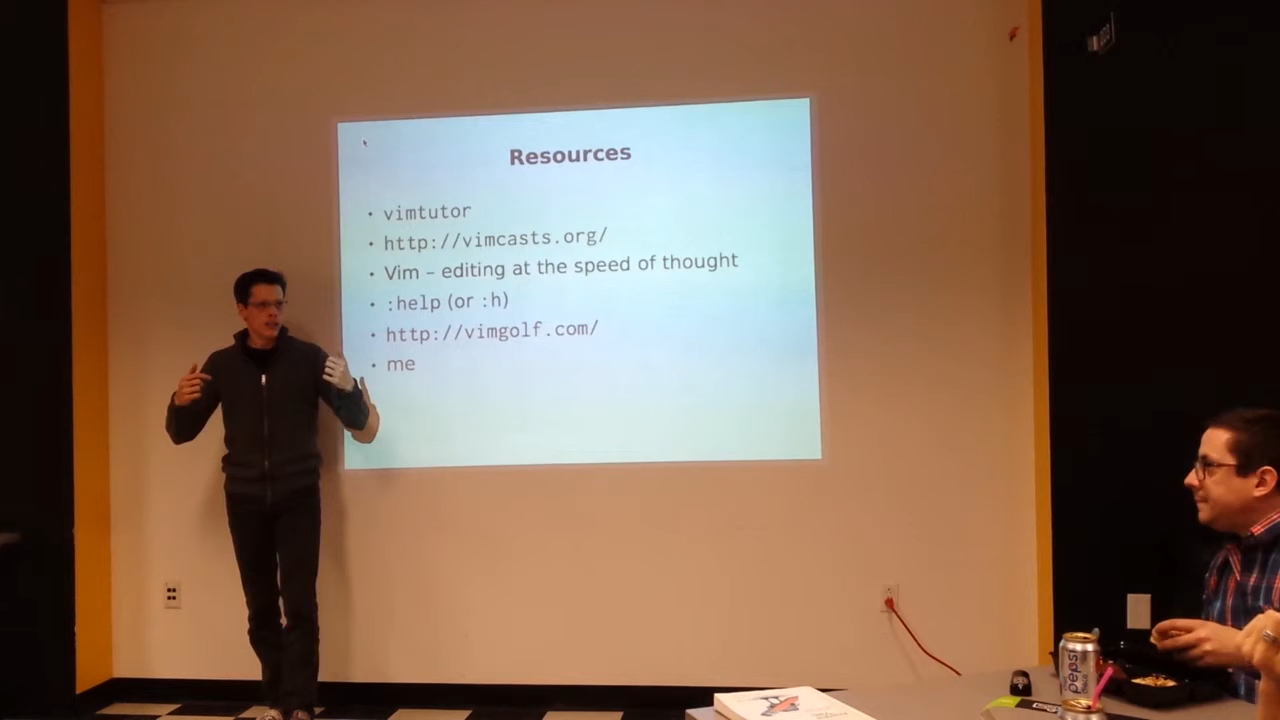 Resources
• vimtutor
• http://vimcasts.org/
• Vim – editing at the speed of thought
• :help (or :h)
• http://vimgolf.com/
• me
pepsi